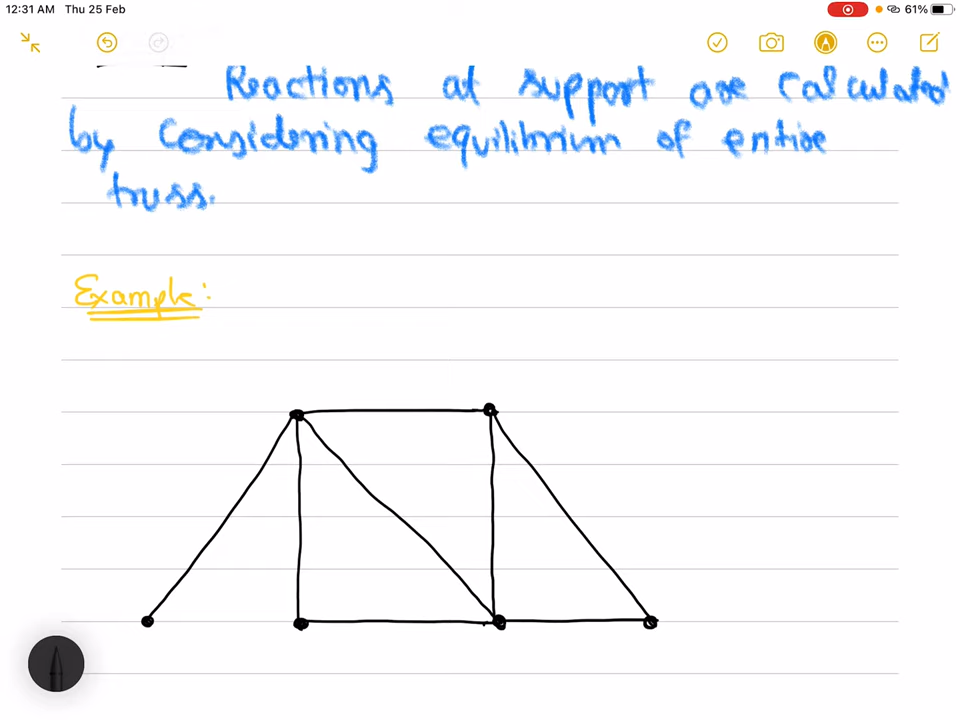 12:31 AM Thu 25 Feb 61%
Reactions at support are calculated
by considering equilibrium of entire
truss.
Example: